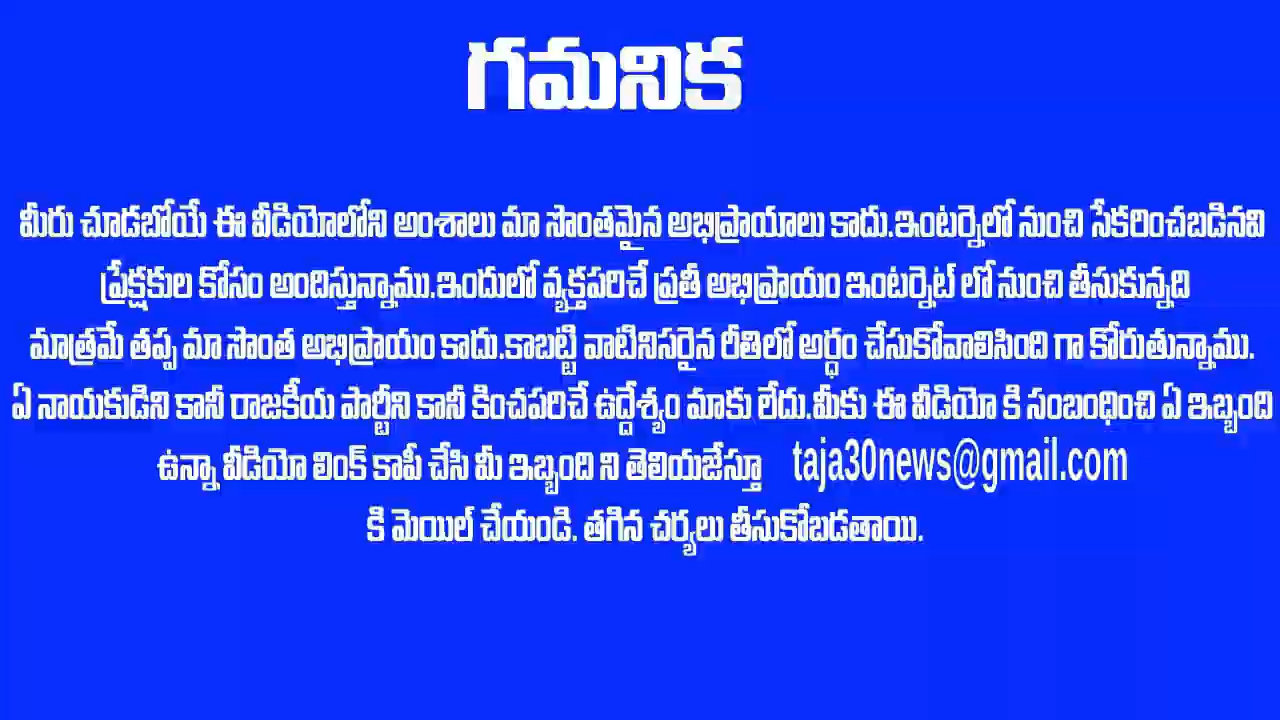 గమనిక
మీరు చూడబోయే ఈ వీడియోలోని అంశాలు మా సొంతమైన అభిప్రాయాలు కాదు.ఇంటర్నెలో నుంచి సేకరించబడినవి
ప్రేక్షకుల కోసం అందిస్తున్నాము.ఇందులో వ్యక్తపరిచే ప్రతీ అభిప్రాయం ఇంటర్నెట్ లో నుంచి తీసుకున్నది
మాత్రమే తప్ప మా సొంత అభిప్రాయం కాదు.కాబట్టి వాటినిసరైన రీతిలో అర్ధం చేసుకోవాలిసింది గా కోరుతున్నాము.
ఏ నాయకుడిని కానీ రాజకీయ పార్టీని కానీ కించపరిచే ఉద్దేశ్యం మాకు లేదు.మీకు ఈ వీడియో కి సంబంధించి ఏ ఇబ్బంది
ఉన్నా వీడియో లింక్ కాపీ చేసి మీ ఇబ్బంది ని తెలియజేస్తూ taja30news@gmail.com
కి మెయిల్ చేయండి. తగిన చర్యలు తీసుకోబడతాయి.